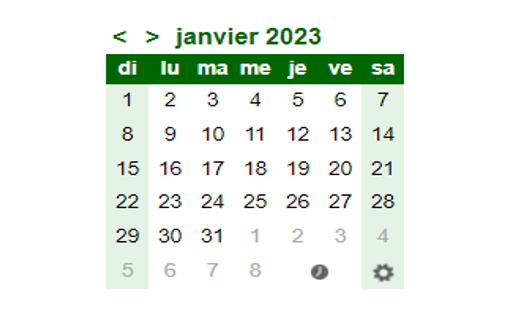 < > janvier 2023
di lu ma me je ve sa
1 2 3 4 5 6 7
8 9 10 11 12 13 14
15 16 17 18 19 20 21
22 23 24 25 26 27 28
29 30 31 1 2 3 4
5 6 7 8